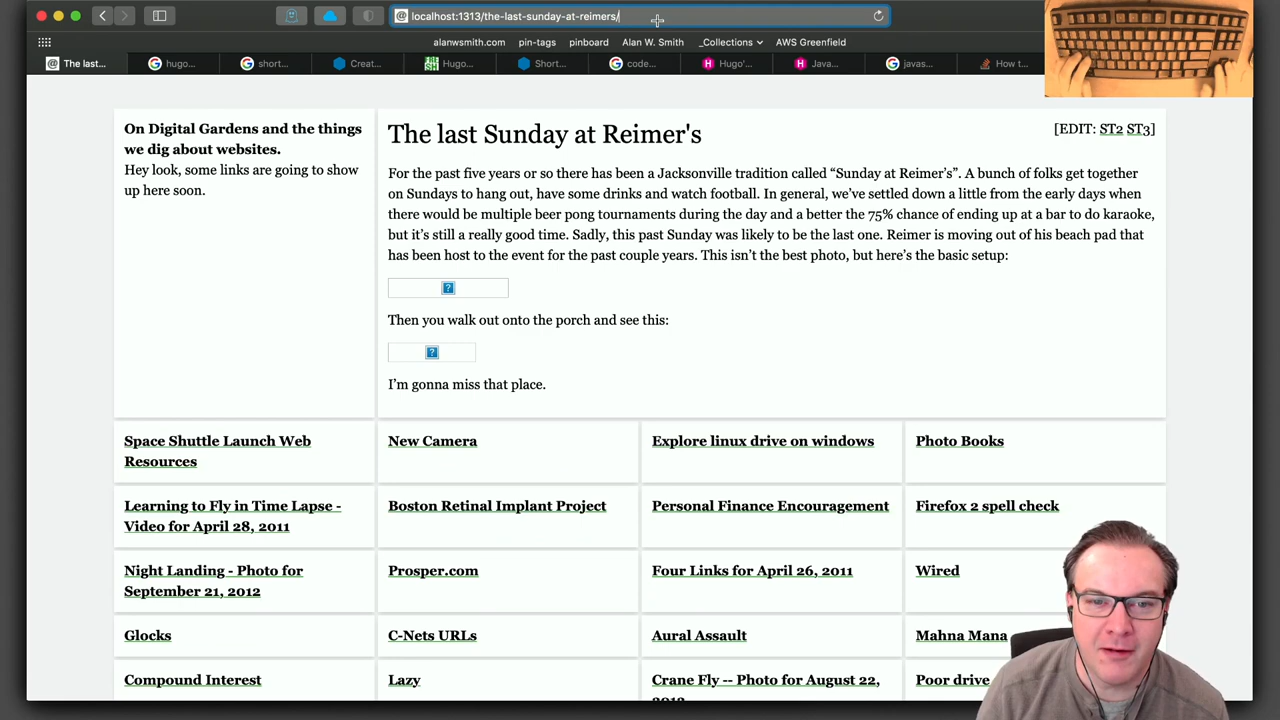 localhost:1313/the-last-sunday-at-reimers/
alanwsmith.com pin-tags pinboard Alan W. Smith _Collections AWS Greenfield
The last... hugo... short... Creat... Hugo... Short... code... Hugo'... Java... javas... How t...
On Digital Gardens and the things
we dig about websites.
Hey look, some links are going to show
up here soon.
The last Sunday at Reimer's
[EDIT: ST2 ST3]
For the past five years or so there has been a Jacksonville tradition called “Sunday at Reimer’s”. A bunch of folks get together
on Sundays to hang out, have some drinks and watch football. In general, we’ve settled down a little from the early days when
there would be multiple beer pong tournaments during the day and a better the 75% chance of ending up at a bar to do karaoke,
but it’s still a really good time. Sadly, this past Sunday was likely to be the last one. Reimer is moving out of his beach pad that
has been host to the event for the past couple years. This isn’t the best photo, but here’s the basic setup:
Then you walk out onto the porch and see this:
I’m gonna miss that place.
Space Shuttle Launch Web
Resources
New Camera
Explore linux drive on windows
Photo Books
Learning to Fly in Time Lapse -
Video for April 28, 2011
Boston Retinal Implant Project
Personal Finance Encouragement
Firefox 2 spell check
Night Landing - Photo for
September 21, 2012
Prosper.com
Four Links for April 26, 2011
Wired
Glocks
C-Nets URLs
Aural Assault
Mahna Mana
Compound Interest
Lazy
Crane Fly -- Photo for August 22,
Poor drive